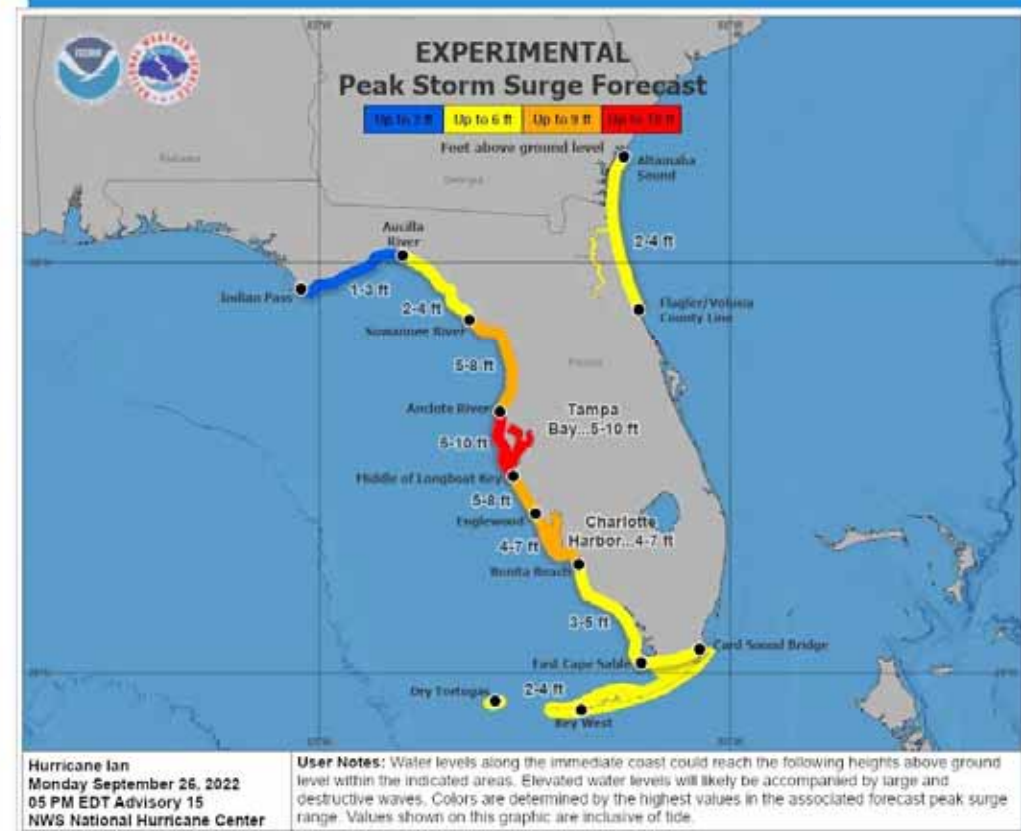 EXPERIMENTAL
Peak Storm Surge Forecast
Up to 3 ft Up to 6 ft Up to 9 ft
Feet above ground level
Altamaha
Sound
Georgia
Aucilla
River
2-4 ft
Indian Pass
1-3 ft
2-4 ft
Suwannee River
Flagler/Volusia
County Line
5-8 ft
Anclote River
Tampa
Bay...5-10 ft
5-10 ft
Middle of Longboat Key
5-8 ft
Englewood
Charlotte
Harbor...4-7 ft
4-7 ft
Bonita Beach
3-5 ft
Card Sound Bridge
East Cape Sable
Dry Tortugas
2-4 ft
Key West
Hurricane Ian
Monday September 26, 2022
05 PM EDT Advisory 15
NWS National Hurricane Center
User Notes: Water levels along the immediate coast could reach the following heights above ground
level within the indicated areas. Elevated water levels will likely be accompanied by large and
destructive waves. Colors are determined by the highest values in the associated forecast peak surge
range. Values shown on this graphic are inclusive of tide.